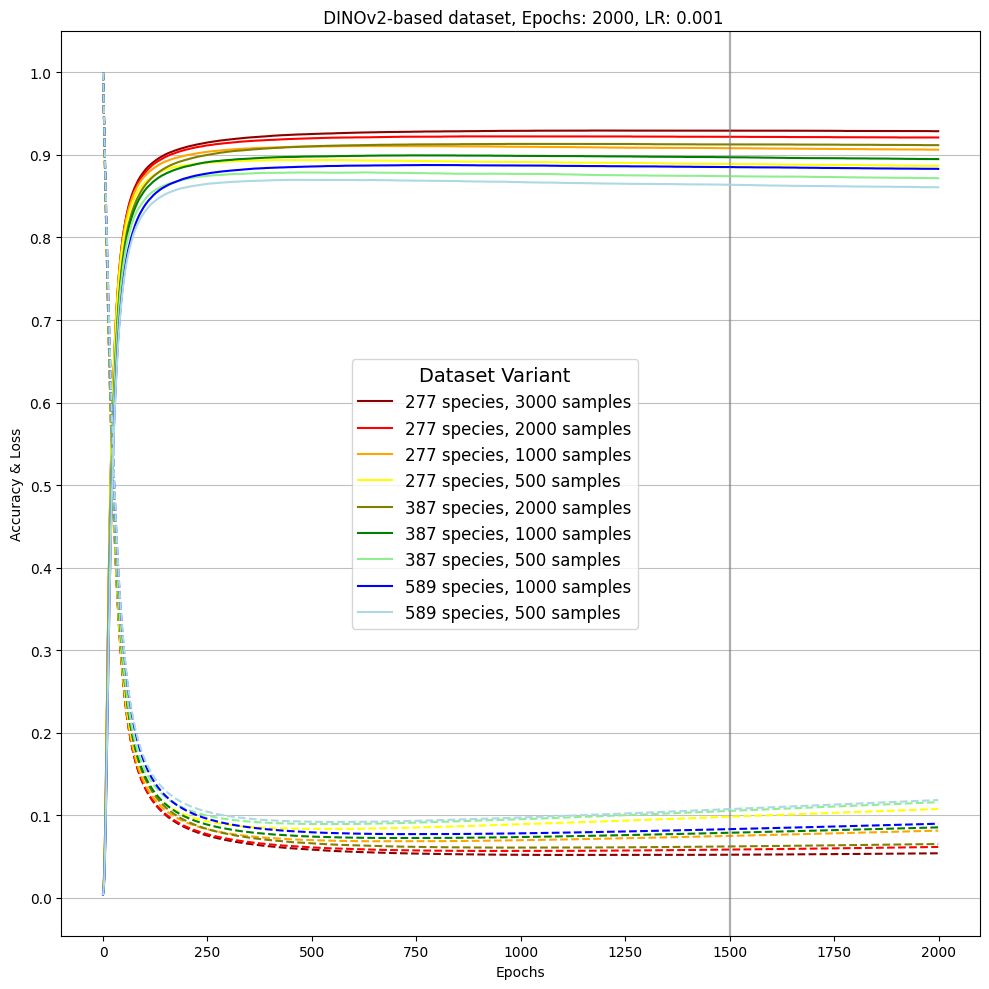 DINOv2-based dataset, Epochs: 2000, LR: 0.001
1.0
0.9
0.8
0.7
0.6
0.5
0.4
0.3
0.2
0.1
0.0
Accuracy & Loss
Dataset Variant
277 species, 3000 samples
277 species, 2000 samples
277 species, 1000 samples
277 species, 500 samples
387 species, 2000 samples
387 species, 1000 samples
387 species, 500 samples
589 species, 1000 samples
589 species, 500 samples
0 250 500 750 1000 1250 1500 1750 2000
Epochs